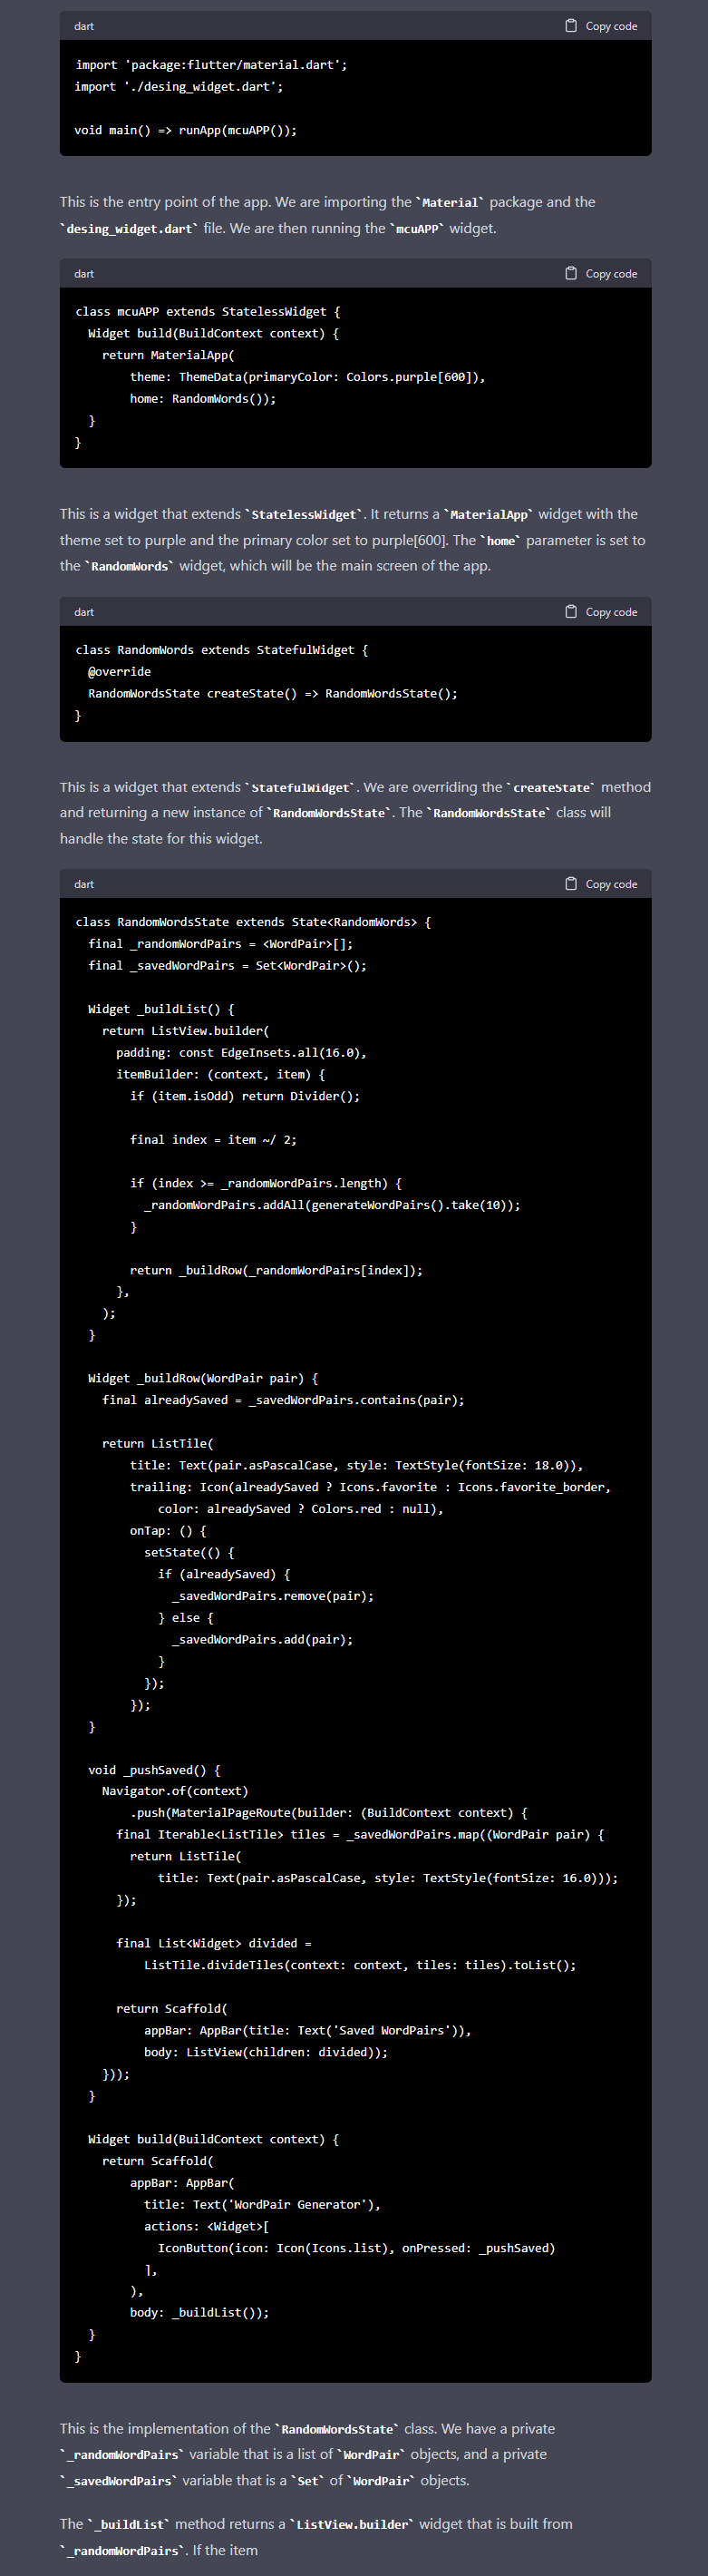 dart
Copy code
import 'package:flutter/material.dart';
import './desing_widget.dart';
void main() => runApp(mcuAPP());
This is the entry point of the app. We are importing the `Material` package and the
`desing_widget.dart` file. We are then running the `mcuAPP` widget.
dart
Copy code
class mcuAPP extends StatelessWidget {
  Widget build(BuildContext context) {
    return MaterialApp(
        theme: ThemeData(primaryColor: Colors.purple[600]),
        home: RandomWords());
  }
}
This is a widget that extends `StatelessWidget`. It returns a `MaterialApp` widget with the
theme set to purple and the primary color set to purple[600]. The `home` parameter is set to
the `RandomWords` widget, which will be the main screen of the app.
dart
Copy code
class RandomWords extends StatefulWidget {
  @override
  RandomWordsState createState() => RandomWordsState();
}
This is a widget that extends `StatefulWidget`. We are overriding the `createState` method
and returning a new instance of `RandomWordsState`. The `RandomWordsState` class will
handle the state for this widget.
dart
Copy code
class RandomWordsState extends State<RandomWords> {
  final _randomWordPairs = <WordPair>[];
  final _savedWordPairs = Set<WordPair>();
  Widget _buildList() {
    return ListView.builder(
      padding: const EdgeInsets.all(16.0),
      itemBuilder: (context, item) {
        if (item.isOdd) return Divider();
        final index = item ~/ 2;
        if (index >= _randomWordPairs.length) {
          _randomWordPairs.addAll(generateWordPairs().take(10));
        }
        return _buildRow(_randomWordPairs[index]);
      },
    );
  }
  Widget _buildRow(WordPair pair) {
    final alreadySaved = _savedWordPairs.contains(pair);
    return ListTile(
        title: Text(pair.asPascalCase, style: TextStyle(fontSize: 18.0)),
        trailing: Icon(alreadySaved ? Icons.favorite : Icons.favorite_border,
            color: alreadySaved ? Colors.red : null),
        onTap: () {
          setState(() {
            if (alreadySaved) {
              _savedWordPairs.remove(pair);
            } else {
              _savedWordPairs.add(pair);
            }
          });
        });
  }
  void _pushSaved() {
    Navigator.of(context)
        .push(MaterialPageRoute(builder: (BuildContext context) {
      final Iterable<ListTile> tiles = _savedWordPairs.map((WordPair pair) {
        return ListTile(
            title: Text(pair.asPascalCase, style: TextStyle(fontSize: 16.0)));
      });
      final List<Widget> divided =
          ListTile.divideTiles(context: context, tiles: tiles).toList();
      return Scaffold(
          appBar: AppBar(title: Text('Saved WordPairs')),
          body: ListView(children: divided));
    }));
  }
  Widget build(BuildContext context) {
    return Scaffold(
        appBar: AppBar(
          title: Text('WordPair Generator'),
          actions: <Widget>[
            IconButton(icon: Icon(Icons.list), onPressed: _pushSaved)
          ],
        ),
        body: _buildList());
  }
}
This is the implementation of the `RandomWordsState` class. We have a private
`_randomWordPairs` variable that is a list of `WordPair` objects, and a private
`_savedWordPairs` variable that is a `Set` of `WordPair` objects.
The `_buildList` method returns a `ListView.builder` widget that is built from
`_randomWordPairs`. If the item